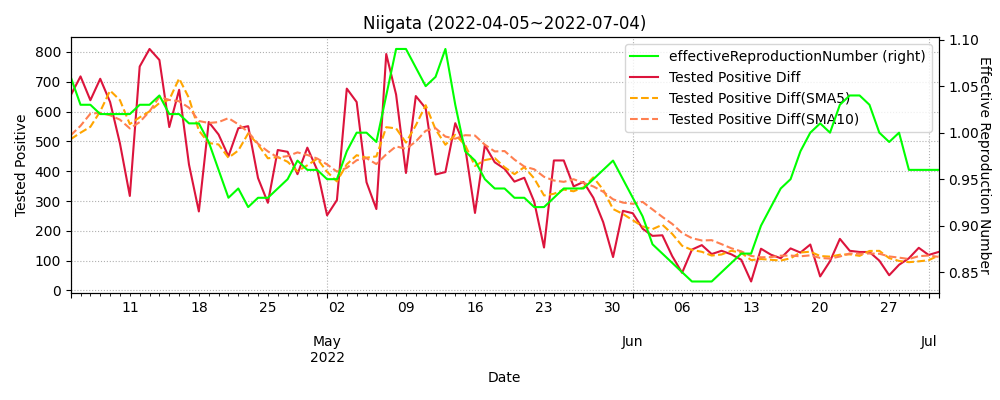 Niigata (2022-04-05~2022-07-04)
Tested Positive
800
700
600
500
400
300
200
100
0
effectiveReproductionNumber (right)
Tested Positive Diff
Tested Positive Diff(SMA5)
Tested Positive Diff(SMA10)
1.10
1.05
1.00
0.95
0.90
0.85
Effective Reproduction Number
11 18 25 02 09 16 23 30 06 13 20 27
May Jun Jul
2022
Date